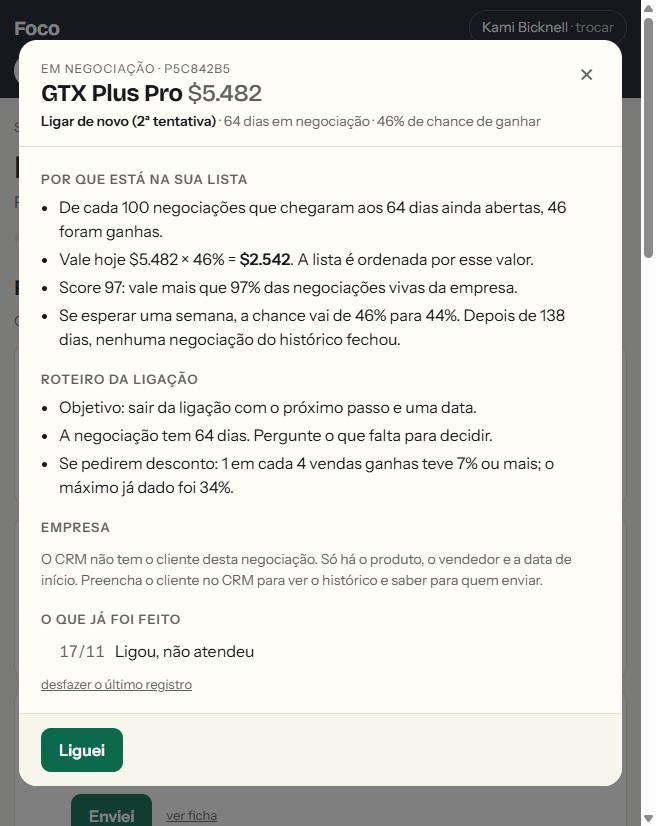 Foco
Kami Bicknell · trocar
EM NEGOCIAÇÃO · P5C842B5
GTX Plus Pro $5.482
Ligar de novo (2ª tentativa) · 64 dias em negociação · 46% de chance de ganhar
POR QUE ESTÁ NA SUA LISTA
• De cada 100 negociações que chegaram aos 64 dias ainda abertas, 46
foram ganhas.
• Vale hoje $5.482 × 46% = $2.542. A lista é ordenada por esse valor.
• Score 97: vale mais que 97% das negociações vivas da empresa.
• Se esperar uma semana, a chance vai de 46% para 44%. Depois de 138
dias, nenhuma negociação do histórico fechou.
ROTEIRO DA LIGAÇÃO
• Objetivo: sair da ligação com o próximo passo e uma data.
• A negociação tem 64 dias. Pergunte o que falta para decidir.
• Se pedirem desconto: 1 em cada 4 vendas ganhas teve 7% ou mais; o
máximo já dado foi 34%.
EMPRESA
O CRM não tem o cliente desta negociação. Só há o produto, o vendedor e a data de
início. Preencha o cliente no CRM para ver o histórico e saber para quem enviar.
O QUE JÁ FOI FEITO
17/11 Ligou, não atendeu
desfazer o último registro
Liguei
Enviei
ver ficha